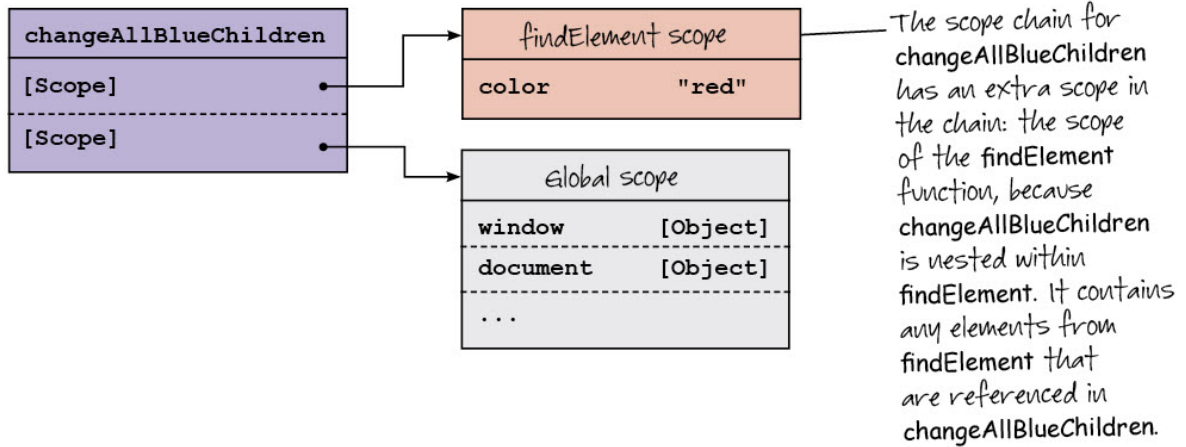 changeAllBlueChildren
[Scope]
[Scope]
findElement scope
color "red"
Global scope
window [Object]
document [Object]
...
The scope chain for
changeAllBlueChildren
has an extra scope in
the chain: the scope
of the findElement
function, because
changeAllBlueChildren
is nested within
findElement. It contains
any elements from
findElement that
are referenced in
changeAllBlueChildren.